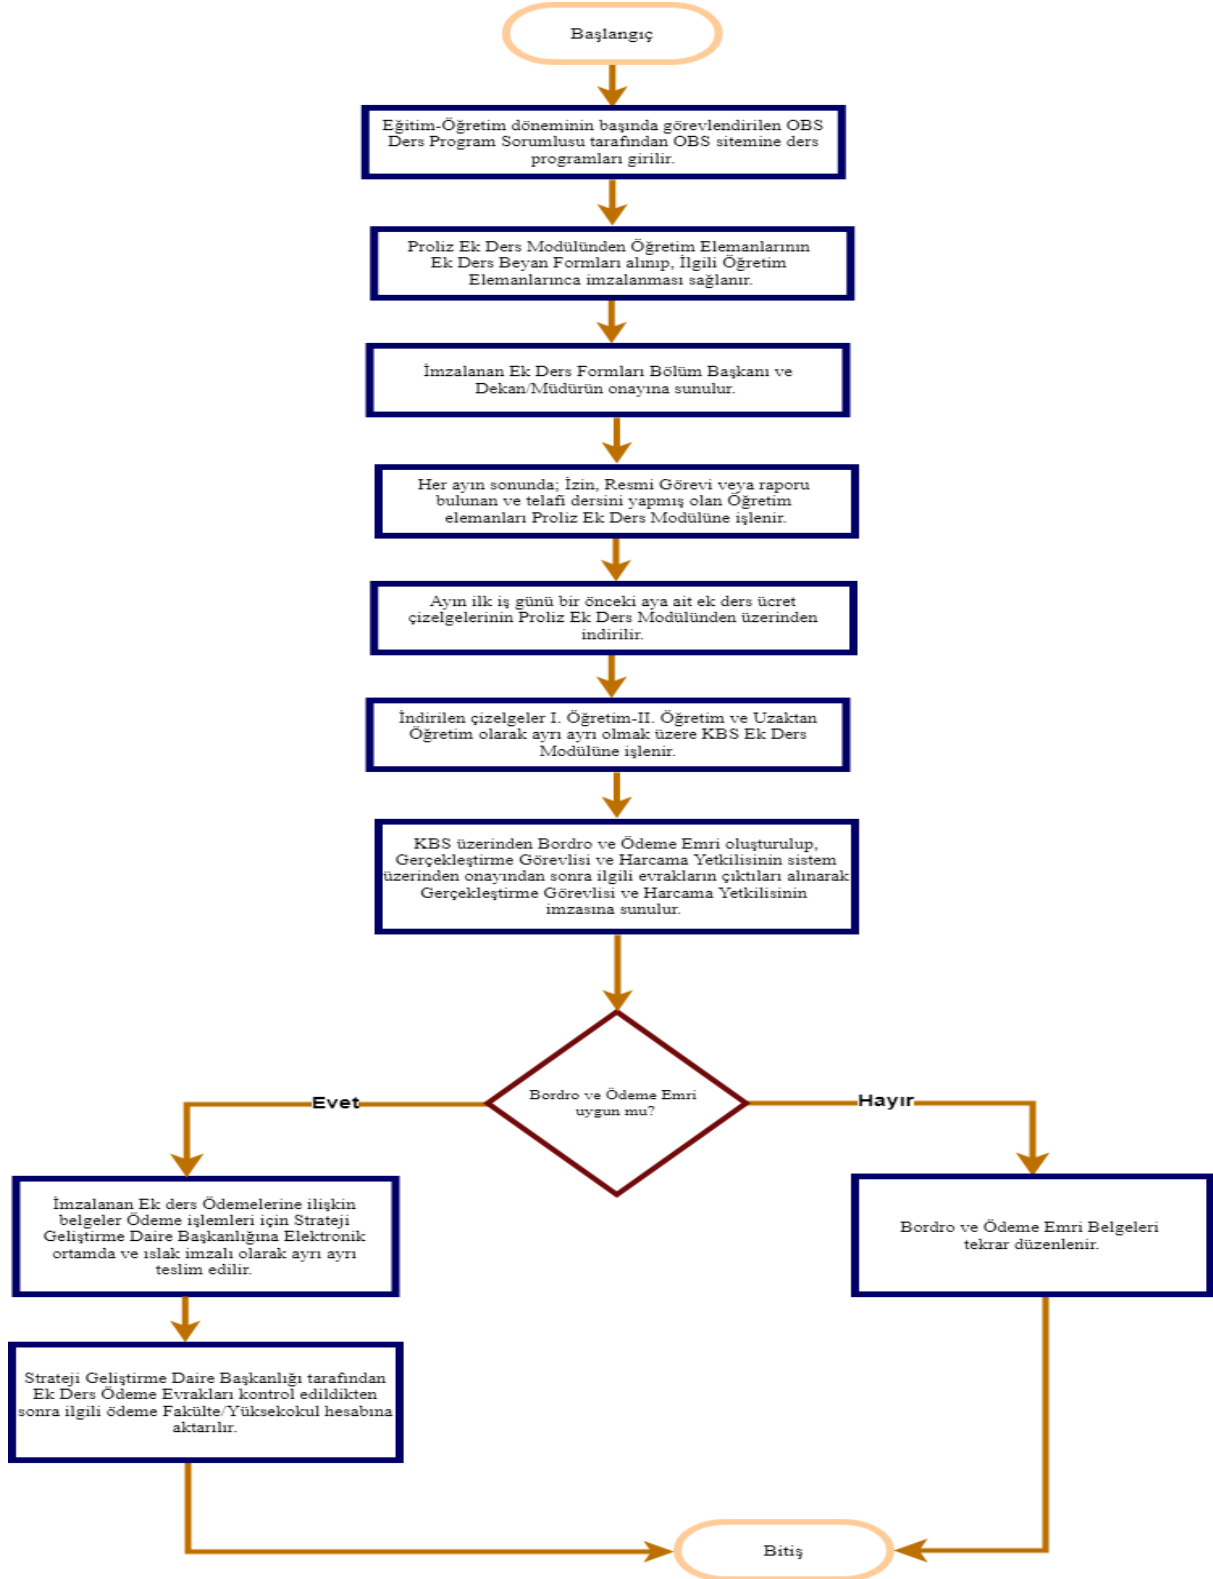 Başlangıç
Eğitim-Öğretim döneminin başında görevlendirilen OBS
Ders Program Sorumlusu tarafından OBS sitemine ders
programları girilir.
Proliz Ek Ders Modülünden Öğretim Elemanlarının
Ek Ders Beyan Formları alınıp, İlgili Öğretim
Elemanlarınca imzalanması sağlanır.
İmzalanan Ek Ders Formları Bölüm Başkanı ve
Dekan/Müdürün onayına sunulur.
Her ayın sonunda; İzin, Resmi Görevi veya raporu
bulunan ve telafi dersini yapmış olan Öğretim
elemanları Proliz Ek Ders Modülüne işlenir.
Ayın ilk iş günü bir önceki aya ait ek ders ücret
çizelgelerinin Proliz Ek Ders Modülünden üzerinden
indirilir.
İndirilen çizelgeler I. Öğretim-II. Öğretim ve Uzaktan
Öğretim olarak ayrı ayrı olmak üzere KBS Ek Ders
Modülüne işlenir.
KBS üzerinden Bordro ve Ödeme Emri oluşturulup,
Gerçekleştirme Görevlisi ve Harcama Yetkilisinin sistem
üzerinden onayından sonra ilgili evrakların çıktıları alınarak
Gerçekleştirme Görevlisi ve Harcama Yetkilisinin
imzasına sunulur.
Bordro ve Ödeme Emri
uygun mu?
Evet
Hayır
İmzalanan Ek ders Ödemelerine ilişkin
belgeler Ödeme işlemleri için Strateji
Geliştirme Daire Başkanlığına Elektronik
ortamda ve ıslak imzalı olarak ayrı ayrı
teslim edilir.
Bordro ve Ödeme Emri Belgeleri
tekrar düzenlenir.
Strateji Geliştirme Daire Başkanlığı tarafından
Ek Ders Ödeme Evrakları kontrol edildikten
sonra ilgili ödeme Fakülte/Yüksekokul hesabına
aktarılır.
Bitiş